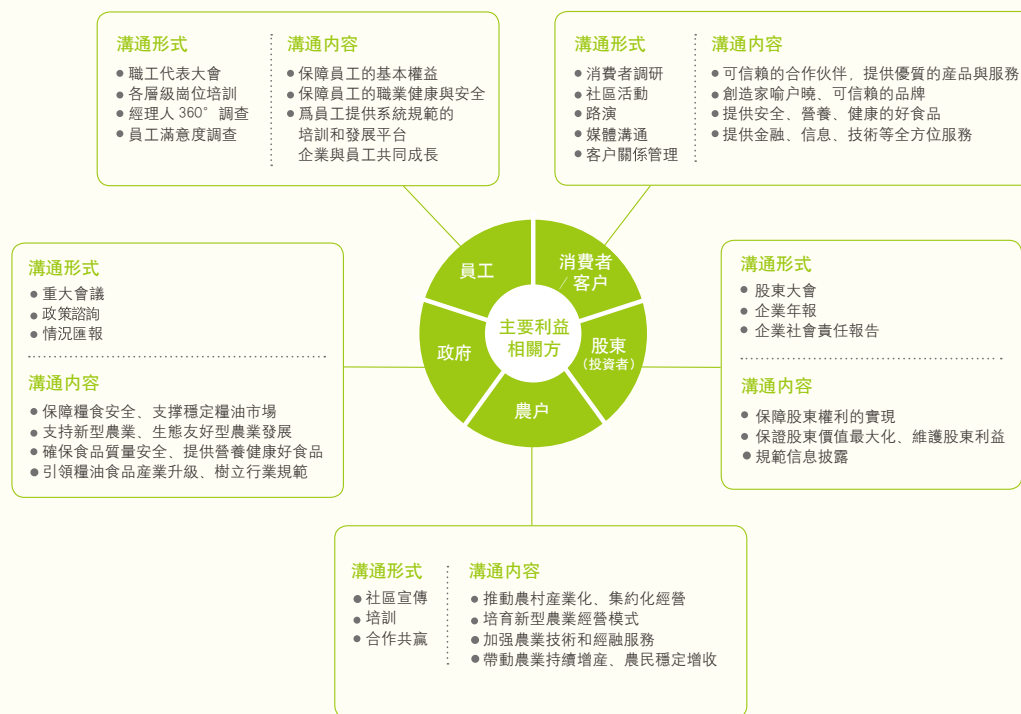 溝通形式
● 職工代表大會
● 各層級崗位培訓
● 經理人 360° 調查
● 員工滿意度調查
溝通内容
● 保障員工的基本權益
● 保障員工的職業健康與安全
● 爲員工提供系統規範的
培訓和發展平台
企業與員工共同成長
溝通形式
● 消費者調研
● 社區活動
● 路演
● 媒體溝通
● 客户關係管理
溝通内容
● 可信賴的合作伙伴，提供優質的産品與服務
● 創造家喻户曉、可信賴的品牌
● 提供安全、營養、健康的好食品
● 提供金融、信息、技術等全方位服務
員工
消費者
/ 客户
主要利益
相關方
政府
股東
（投資者）
農户
溝通形式
● 重大會議
● 政策諮詢
● 情況匯報
溝通内容
● 保障糧食安全、支撑穩定糧油市場
● 支持新型農業、生態友好型農業發展
● 確保食品質量安全、提供營養健康好食品
● 引領糧油食品産業升級、樹立行業規範
溝通形式
● 股東大會
● 企業年報
● 企業社會責任報告
溝通内容
● 保障股東權利的實現
● 保證股東價值最大化、維護股東利益
● 規範信息披露
溝通形式
● 社區宣傳
● 培訓
● 合作共贏
溝通内容
● 推動農村産業化、集約化經營
● 培育新型農業經營模式
● 加强農業技術和經融服務
● 帶動農業持續增産、農民穩定增收